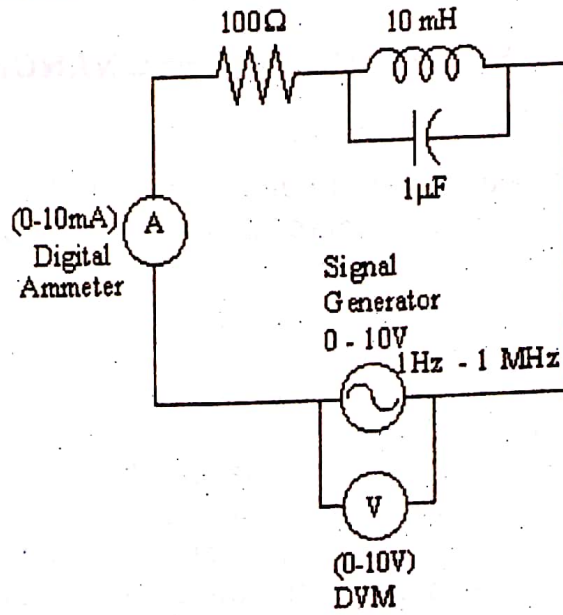 100Ω
10 mH
1µF
(0-10mA)
Digital
Ammeter
A
Signal
Generator
0 - 10V
1Hz - 1 MHz
V
(0-10V)
DVM